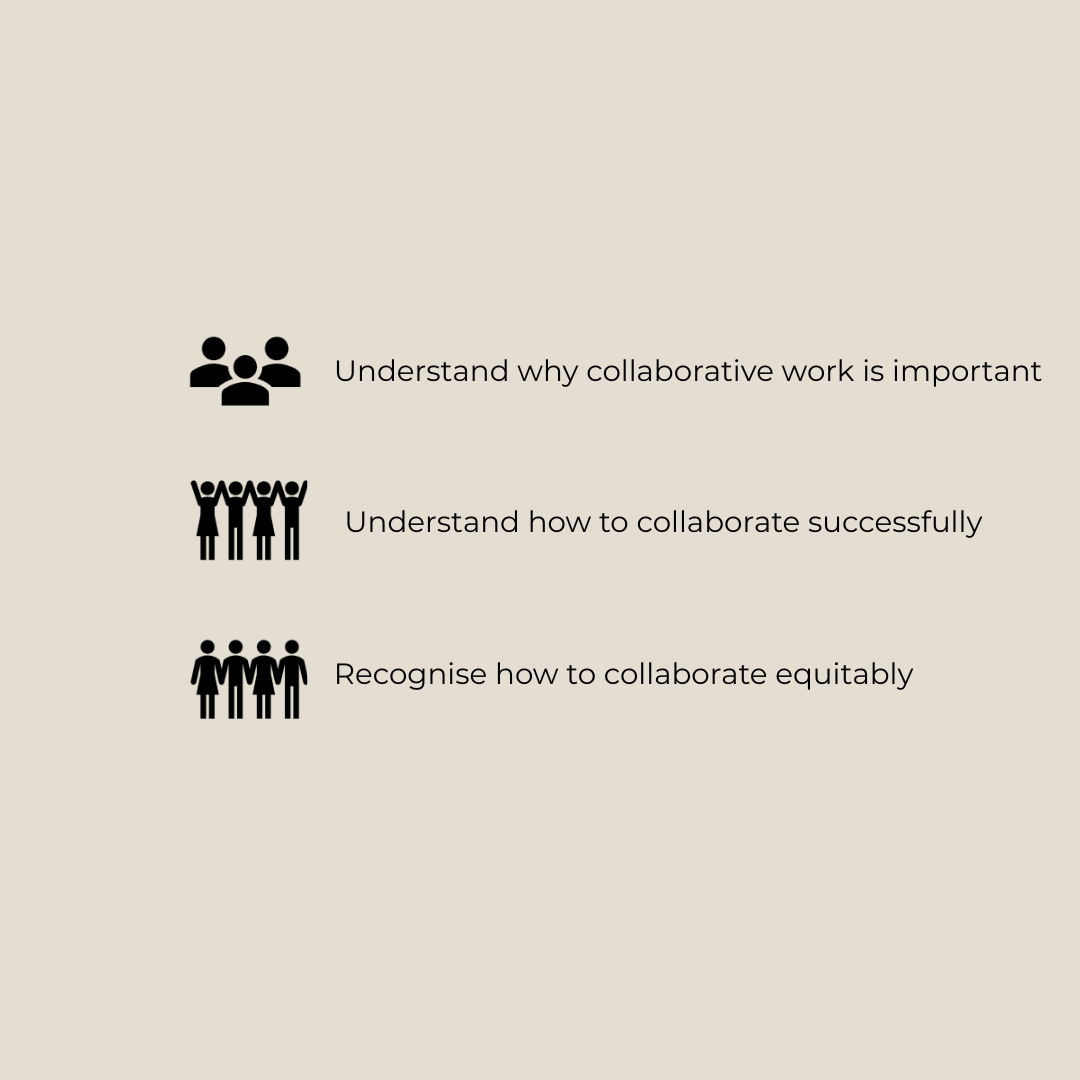 Understand why collaborative work is important
Understand how to collaborate successfully
Recognise how to collaborate equitably